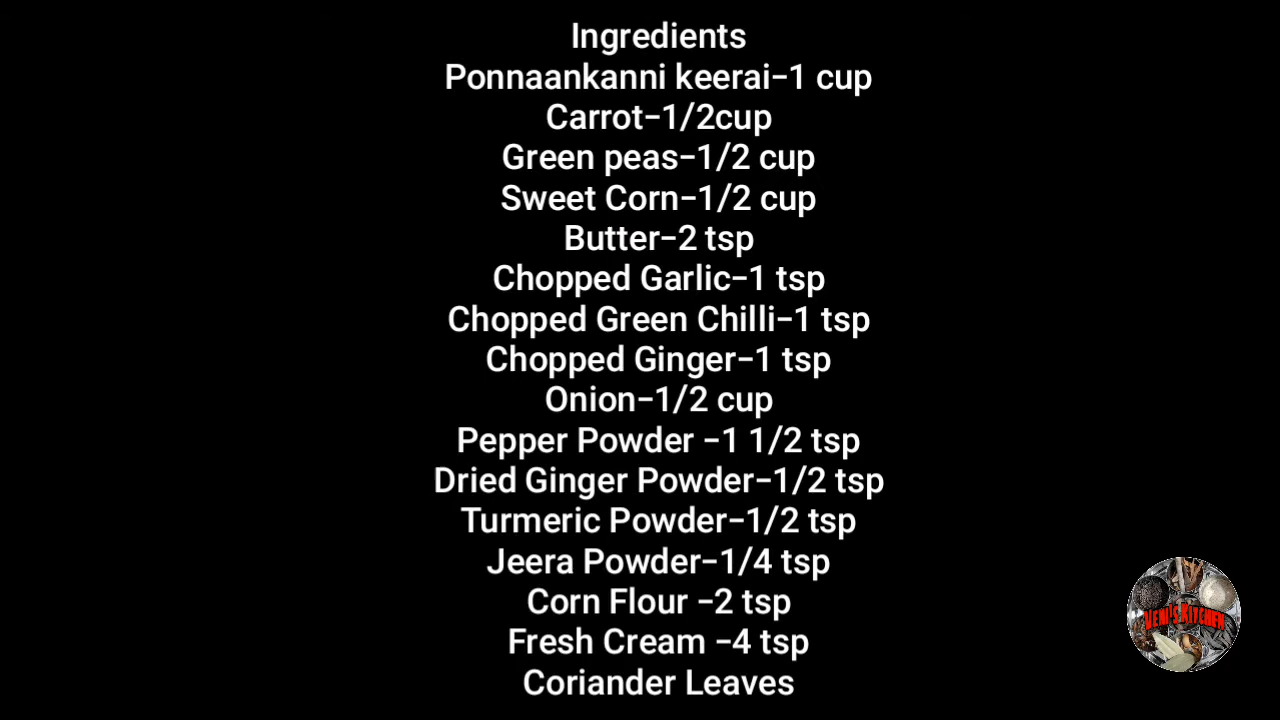 Ingredients
Ponnaankanni keerai-1 cup
Carrot-1/2cup
Green peas-1/2 cup
Sweet Corn-1/2 cup
Butter-2 tsp
Chopped Garlic-1 tsp
Chopped Green Chilli-1 tsp
Chopped Ginger-1 tsp
Onion-1/2 cup
Pepper Powder -1 1/2 tsp
Dried Ginger Powder-1/2 tsp
Turmeric Powder-1/2 tsp
Jeera Powder-1/4 tsp
Corn Flour -2 tsp
Fresh Cream -4 tsp
Coriander Leaves
VENI'S KITCHEN